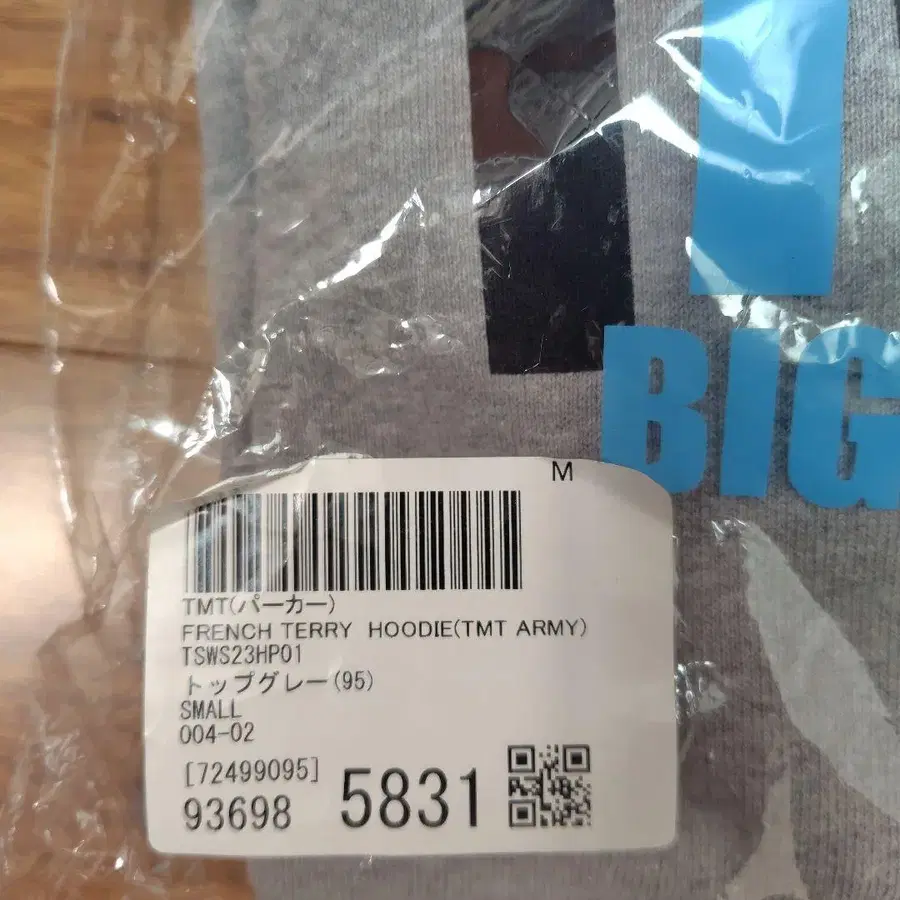 BIG
M
TMT(パーカー)
FRENCH TERRY HOODIE(TMT ARMY)
TSWS23HP01
トップグレー(95)
SMALL
004-02
[72499095]
93698 5831